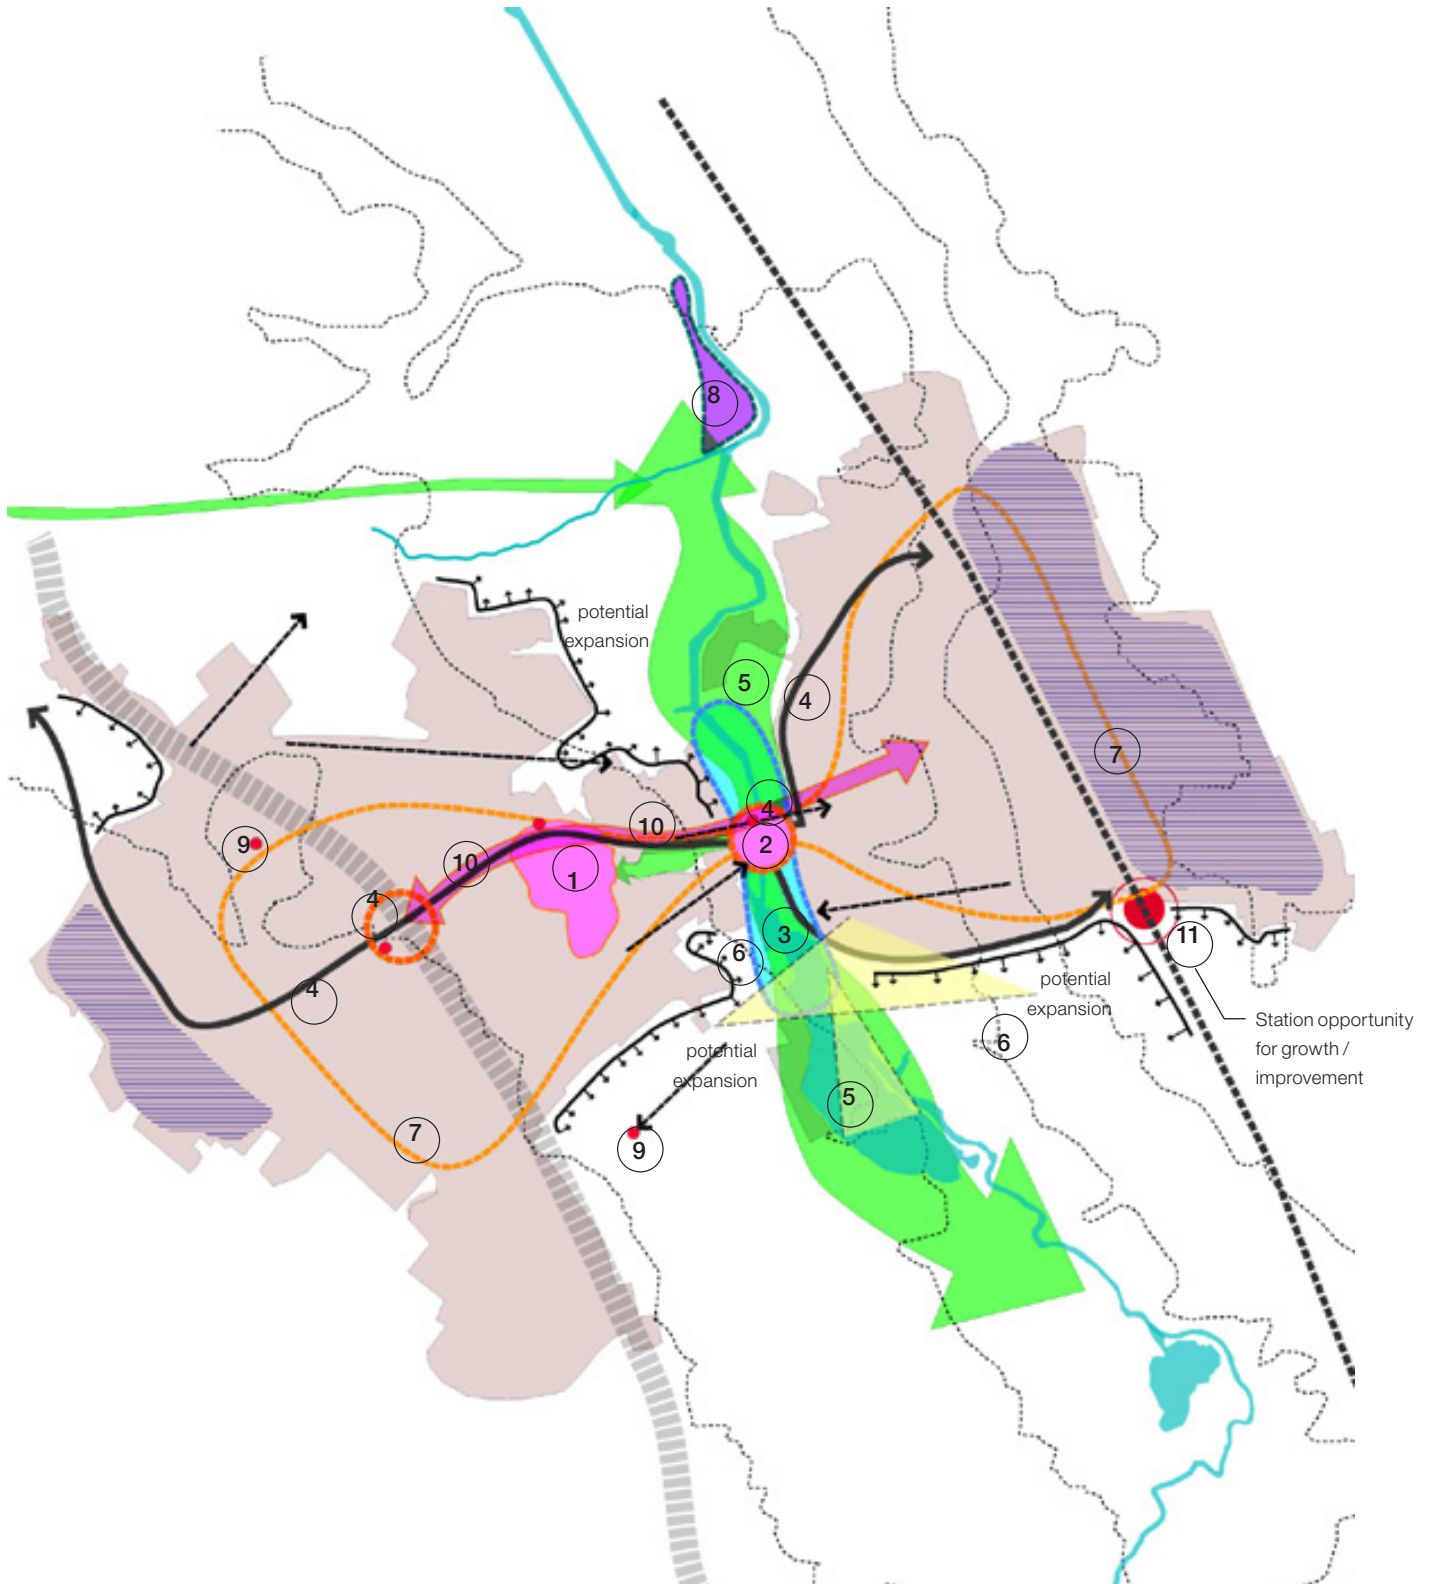 8
potential
expansion
5
4
7
4
10
2
9
10
1
4
3
11
6
potential
expansion
4
Station opportunity
for growth /
improvement
6
potential
expansion
5
7
9